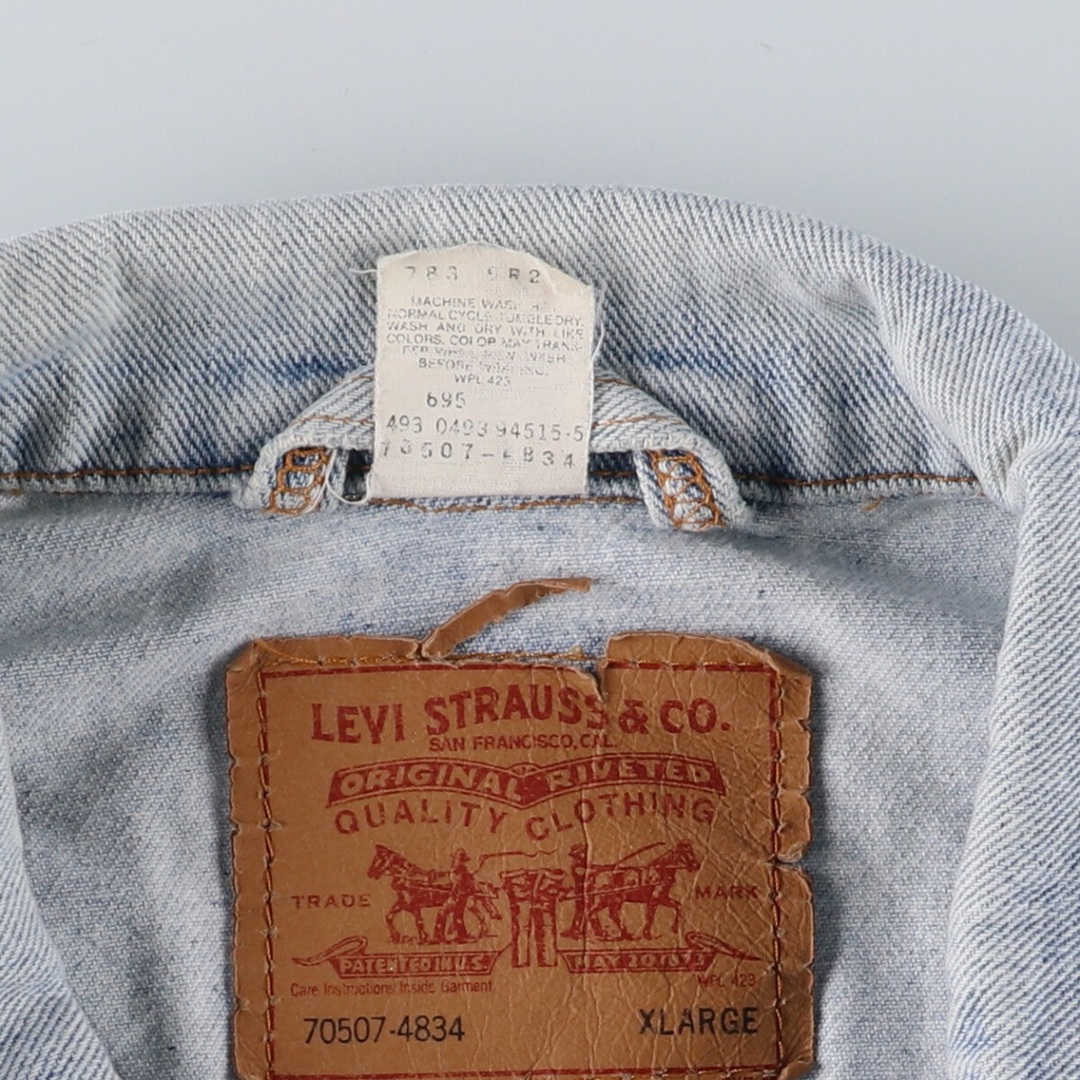 MACHINE WASH
NORMAL CYCLE TUMBLE DRY.
WASH AND DRY WITH LIKE
COLORS. COLOR MAY TRANS-
BEFORE
WPL 423
695
493 0493 94515-5
70507-4834
LEVI STRAUSS & CO.
SAN FRANCISCO, CAL.
ORIGINAL RIVETED
QUALITY CLOTHING
TRADE MARK
PATENTED IN U.S. MAY 20 1873
Care Instructions Inside Garment WPL 423
70507-4834 XLARGE